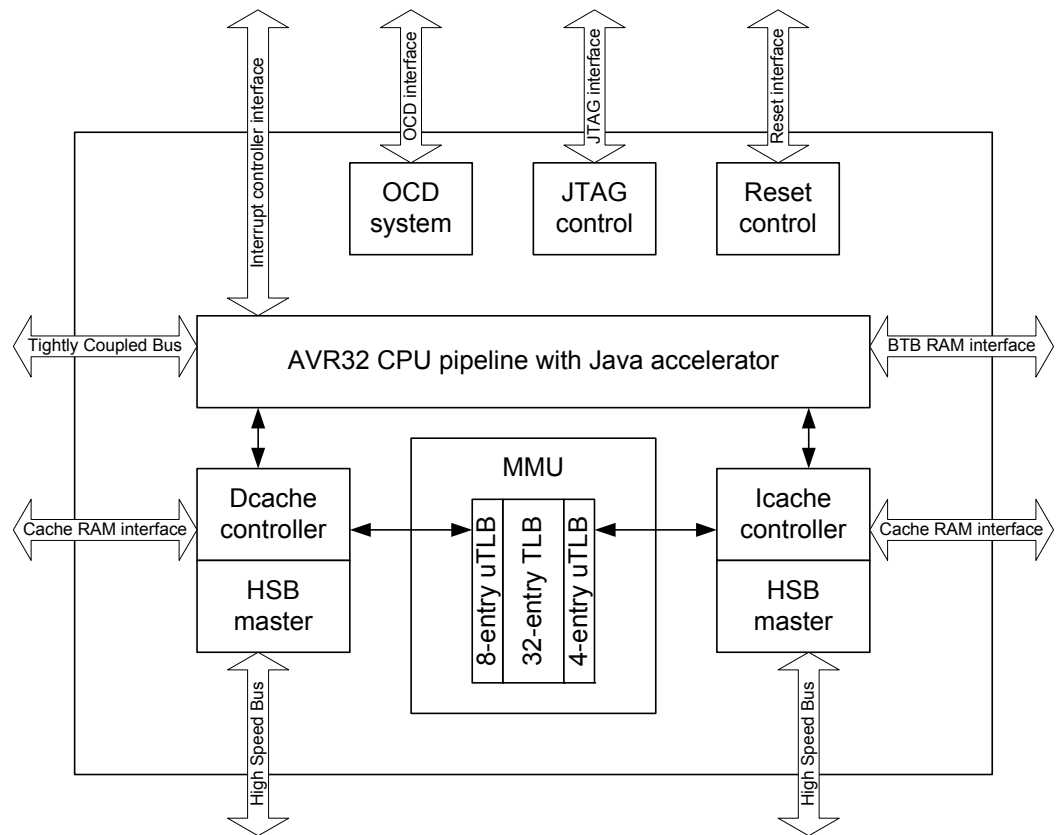 Interrupt controller interface
OCD interface
JTAG interface
Reset interface
OCD
system
JTAG
control
Reset
control
Tightly Coupled Bus
AVR32 CPU pipeline with Java accelerator
BTB RAM interface
MMU
Dcache
controller
Icache
controller
Cache RAM interface
8-entry uTLB
32-entry TLB
4-entry uTLB
Cache RAM interface
HSB
master
HSB
master
High Speed Bus
High Speed Bus